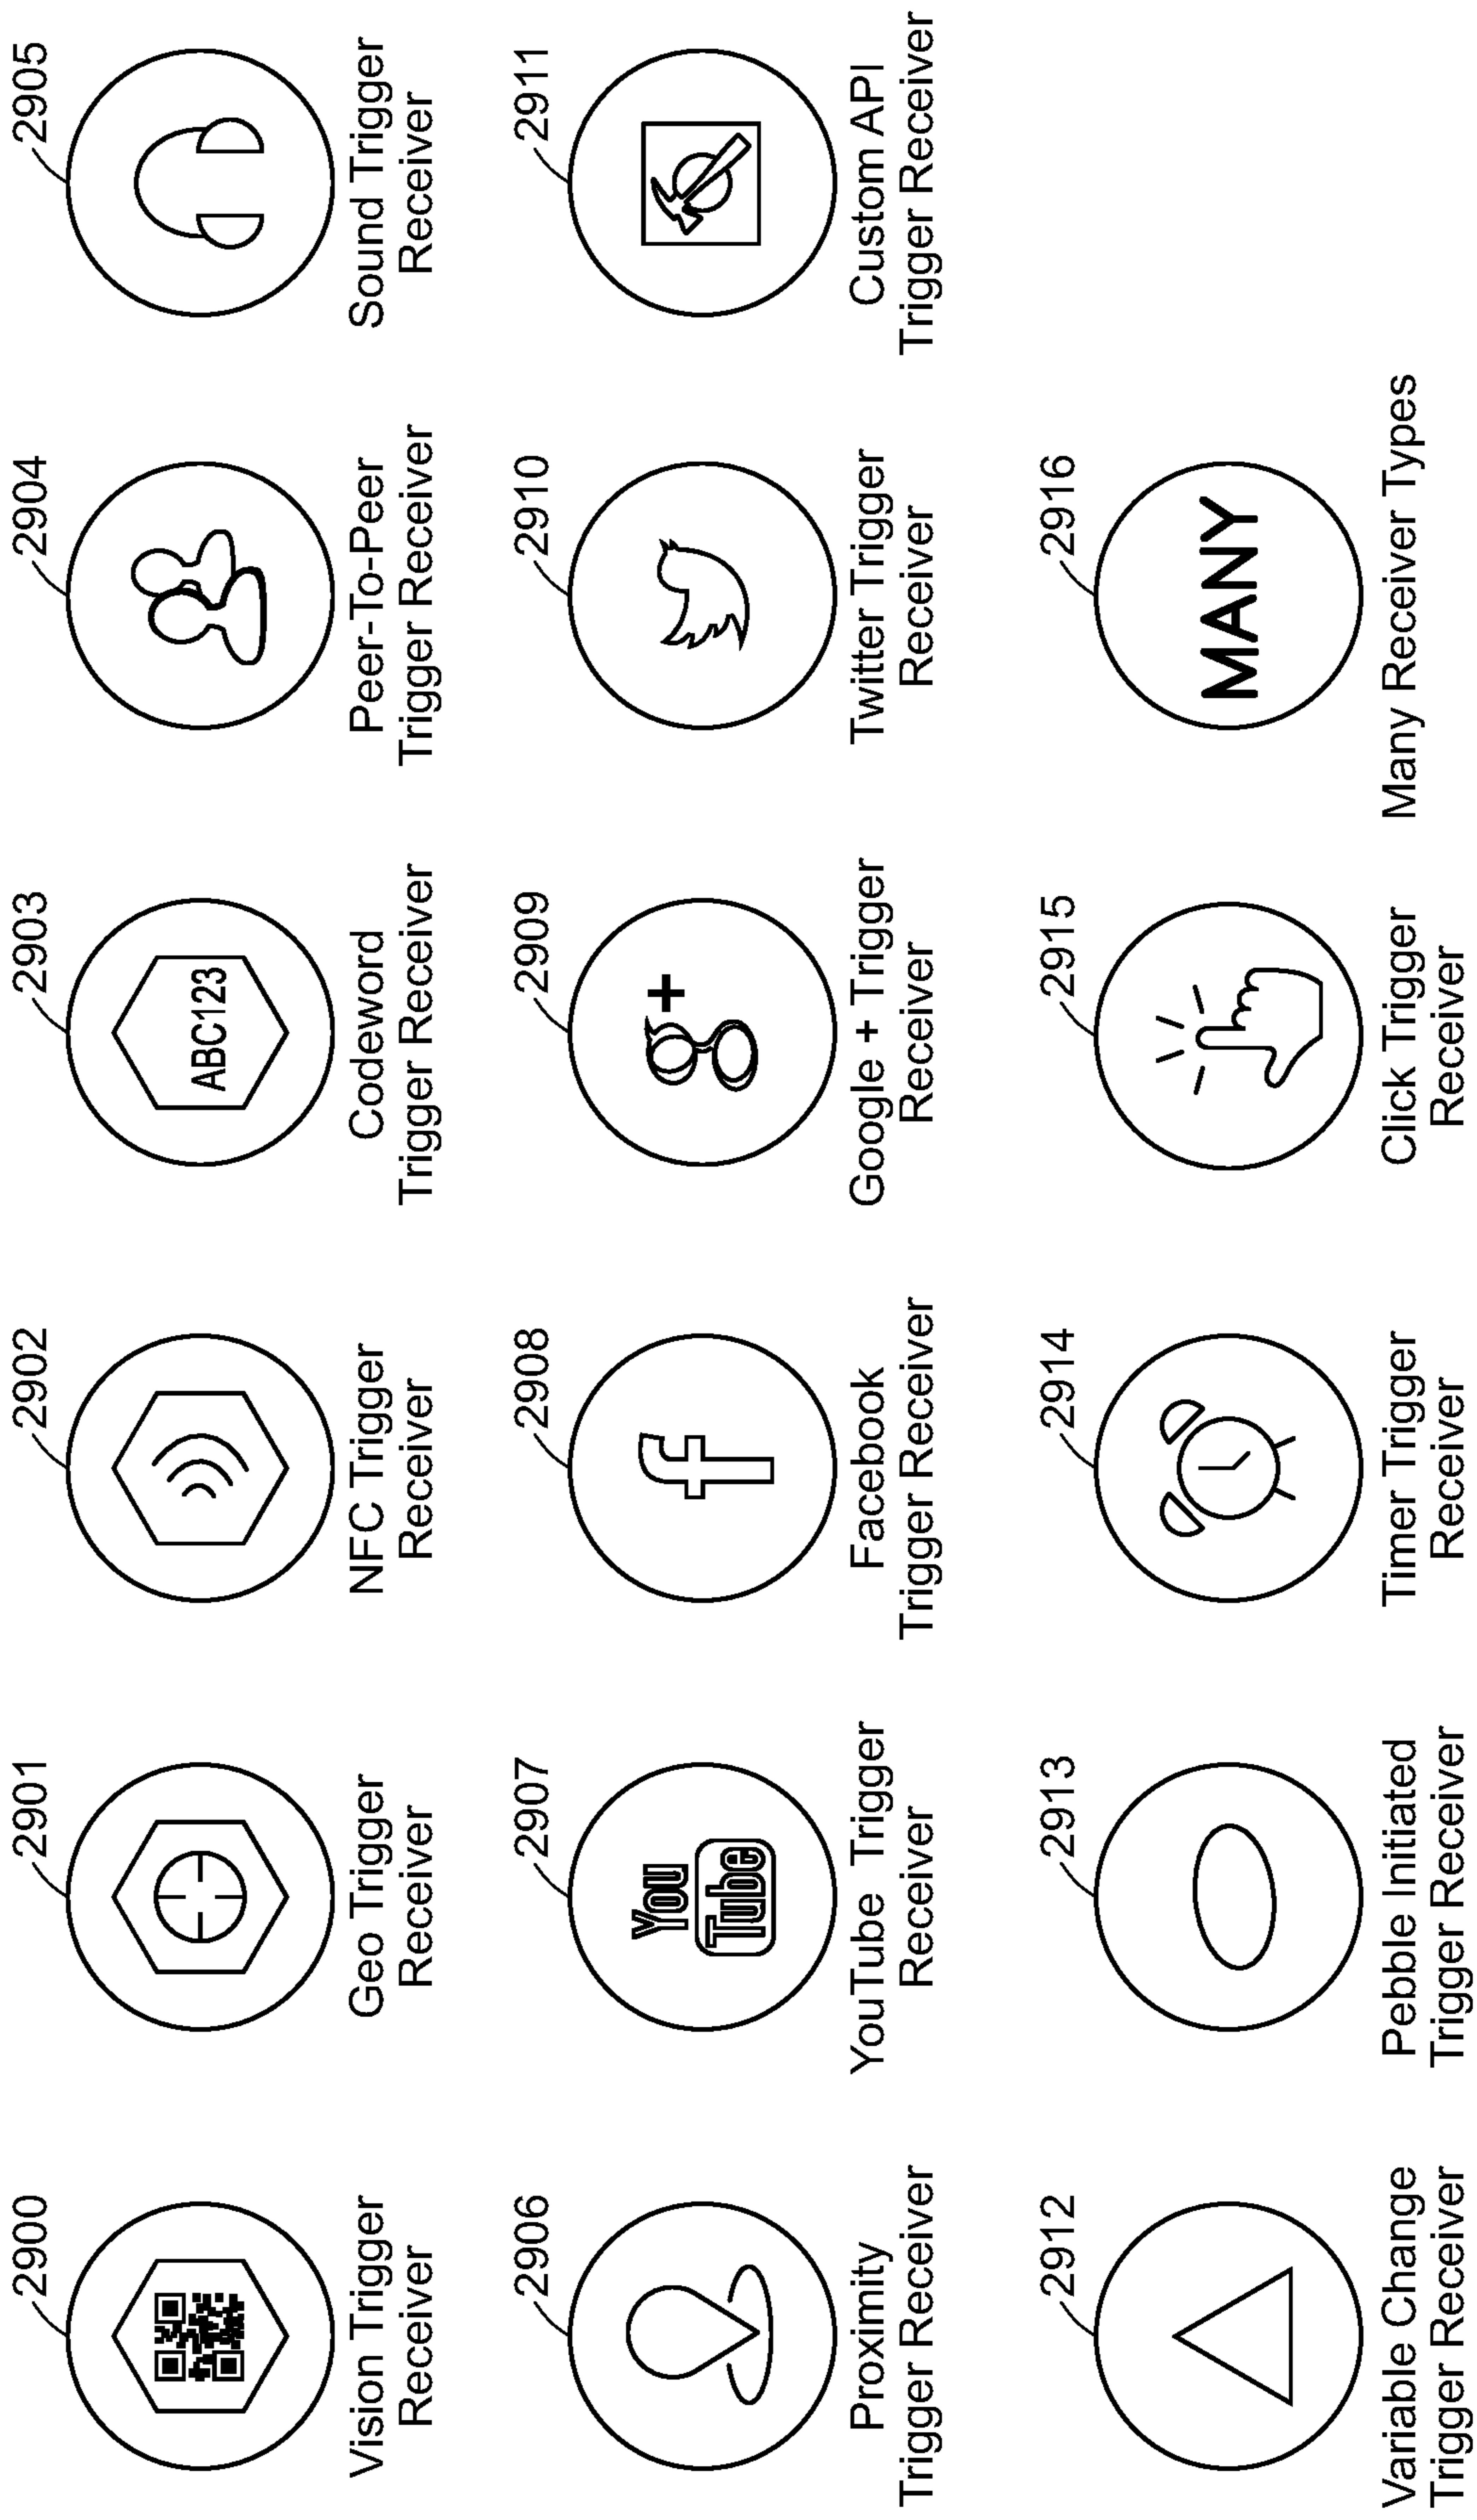 2900
Vision Trigger
Receiver
2901
Geo Trigger
Receiver
2902
NFC Trigger
Receiver
2903
ABC123
Codeword
Trigger Receiver
2904
Peer-To-Peer
Trigger Receiver
2905
Sound Trigger
Receiver
2906
Proximity
Trigger Receiver
2907
You
Tube
YouTube Trigger
Receiver
2908
f
Facebook
Trigger Receiver
2909
g+
Google + Trigger
Receiver
2910
Twitter Trigger
Receiver
2911
Custom API
Trigger Receiver
2912
Variable Change
Trigger Receiver
2913
Pebble Initiated
Trigger Receiver
2914
Timer Trigger
Receiver
2915
Click Trigger
Receiver
2916
MANY
Many Receiver Types